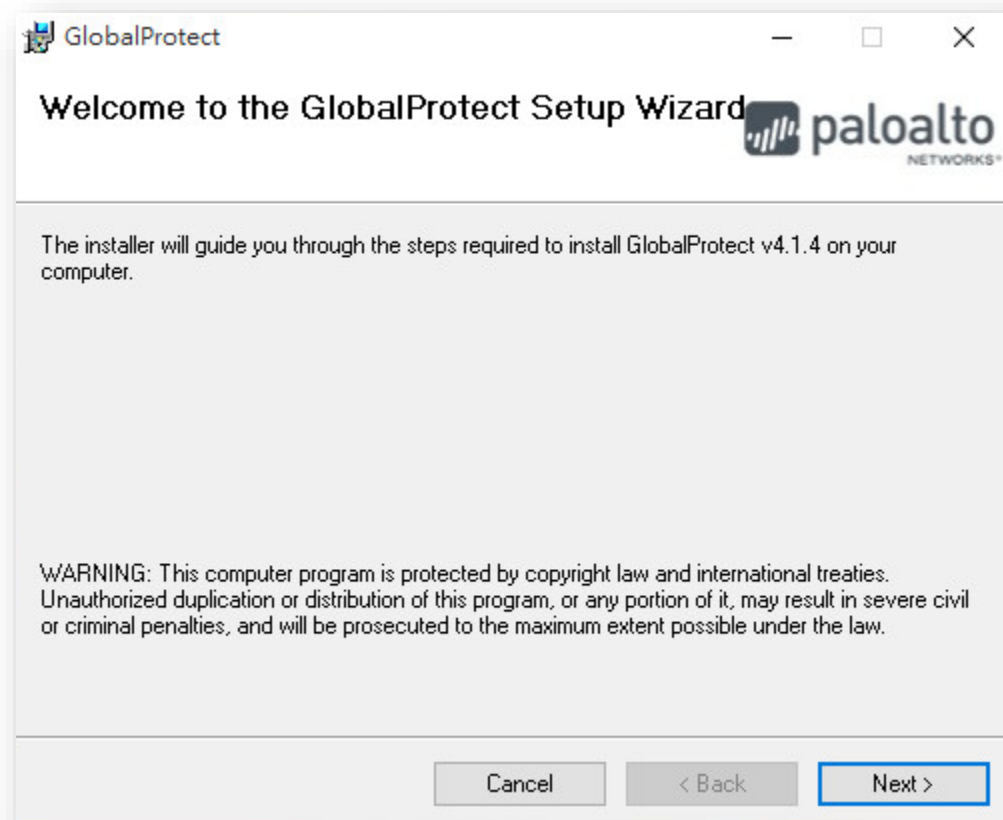 GlobalProtect
Welcome to the GlobalProtect Setup Wizard
paloalto
NETWORKS®
The installer will guide you through the steps required to install GlobalProtect v4.1.4 on your
computer.
WARNING: This computer program is protected by copyright law and international treaties.
Unauthorized duplication or distribution of this program, or any portion of it, may result in severe civil
or criminal penalties, and will be prosecuted to the maximum extent possible under the law.
Cancel < Back Next >